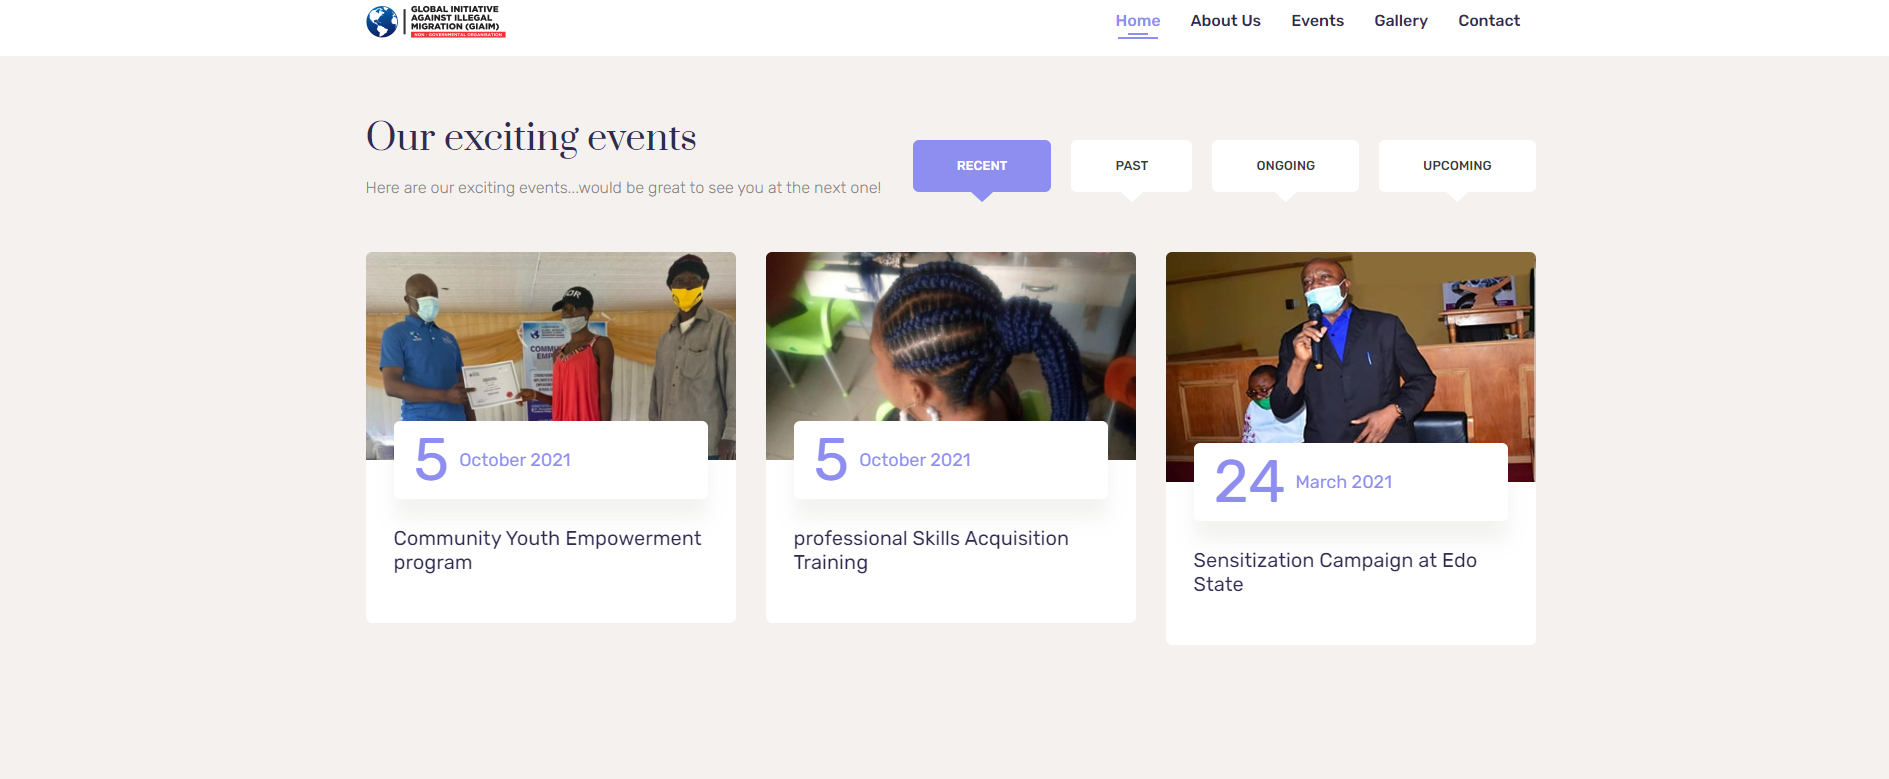 GLOBAL INITIATIVE
AGAINST ILLEGAL
MIGRATION (GIAIM)
NON - GOVERNMENTAL ORGANISATION
Home About Us Events Gallery Contact
Our exciting events
Here are our exciting events...would be great to see you at the next one!
RECENT PAST ONGOING UPCOMING
5 October 2021
Community Youth Empowerment
program
5 October 2021
professional Skills Acquisition
Training
24 March 2021
Sensitization Campaign at Edo
State